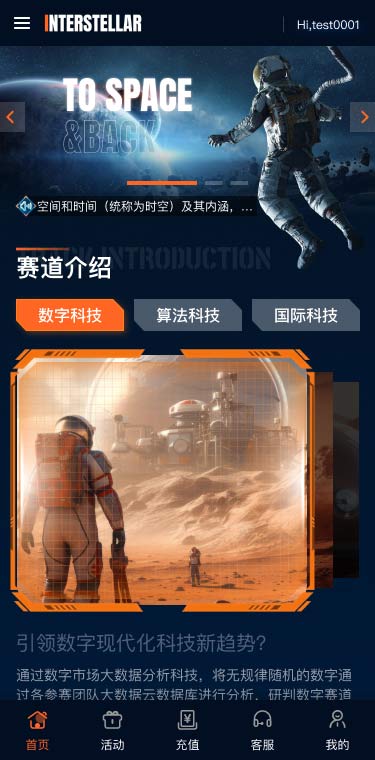 INTERSTELLAR
Hi,test0001
TO SPACE
&BACK
空间和时间（统称为时空）及其内涵，...
赛道介绍
数字科技
算法科技
国际科技
引领数字现代化科技新趋势?
通过数字市场大数据分析科技，将无规律随机的数字通
过各参赛团队大数据云数据库进行分析，研判数字赛道
首页
活动
充值
客服
我的